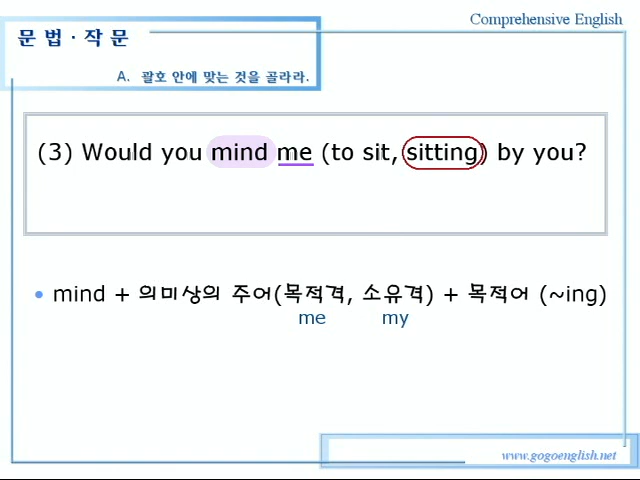 Comprehensive English
문 법 · 작 문
A. 괄호 안에 맞는 것을 골라라.
(3) Would you mind me (to sit, sitting) by you?
• mind + 의미상의 주어(목적격, 소유격) + 목적어 (~ing)
me my
www.gogoenglish.net